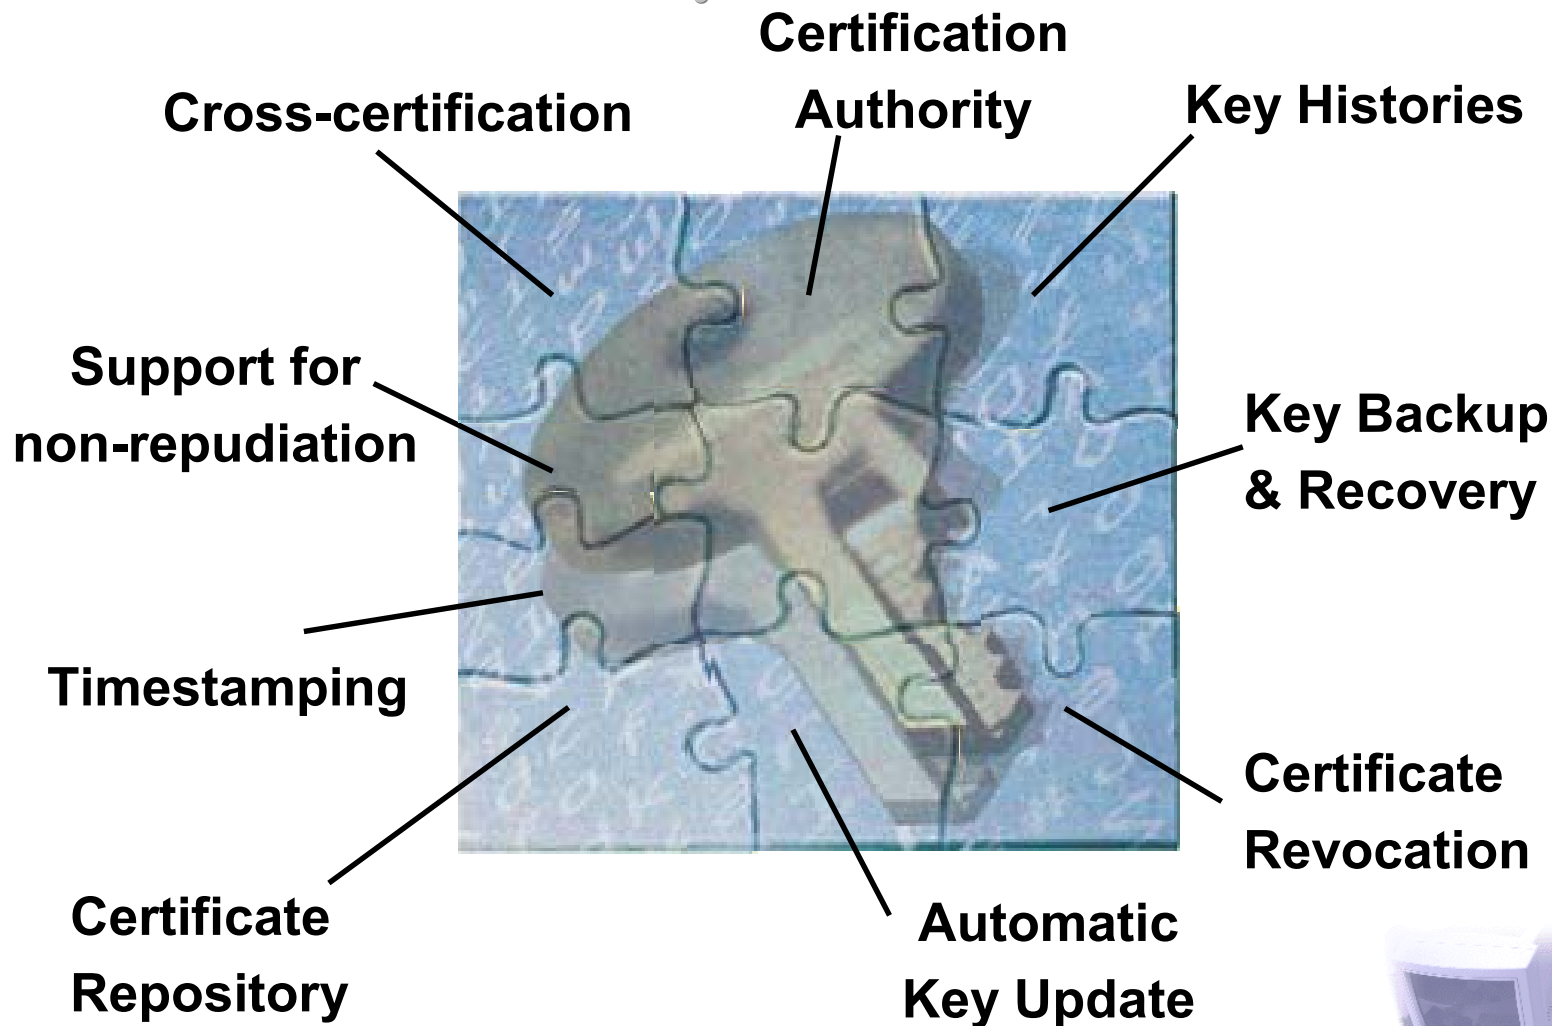 Certification
Authority
Cross-certification
Key Histories
Support for
non-repudiation
Key Backup
& Recovery
Timestamping
Certificate
Revocation
Certificate
Repository
Automatic
Key Update